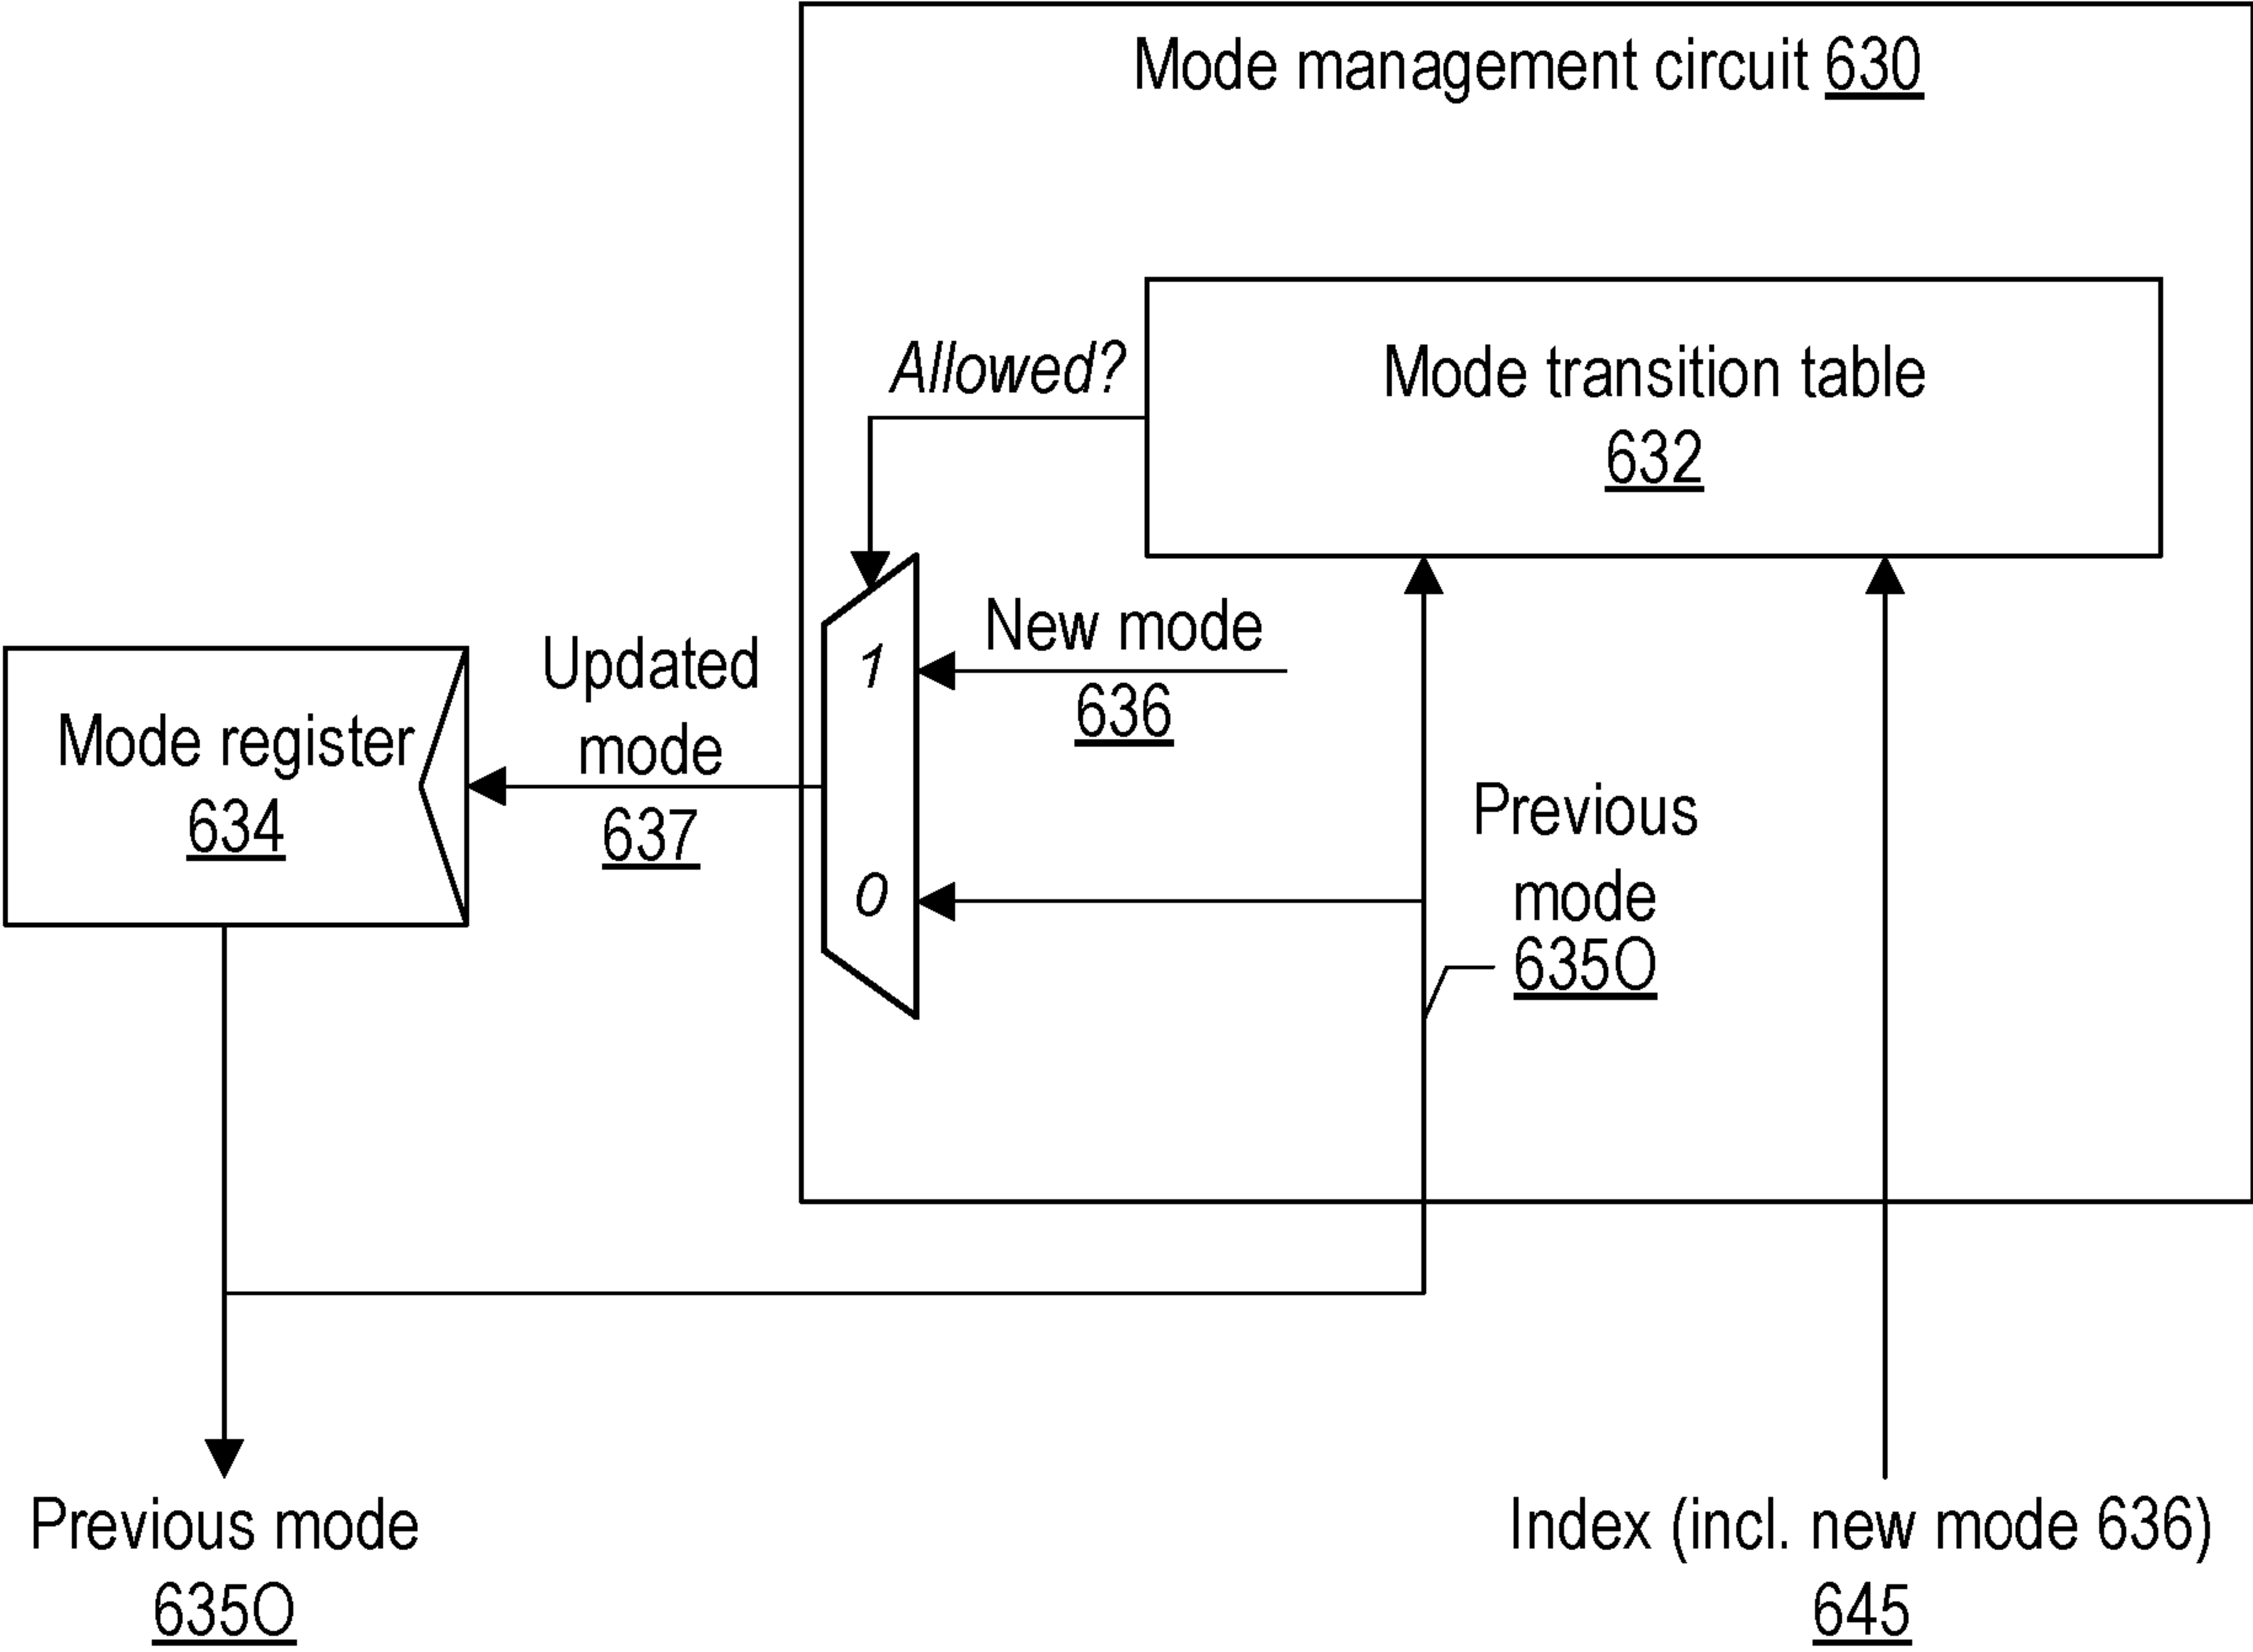 Mode management circuit 630
Allowed?
Mode transition table
632
New mode
636
1
Updated
mode
637
Mode register
634
0
Previous
mode
635O
Previous mode
635O
Index (incl. new mode 636)
645